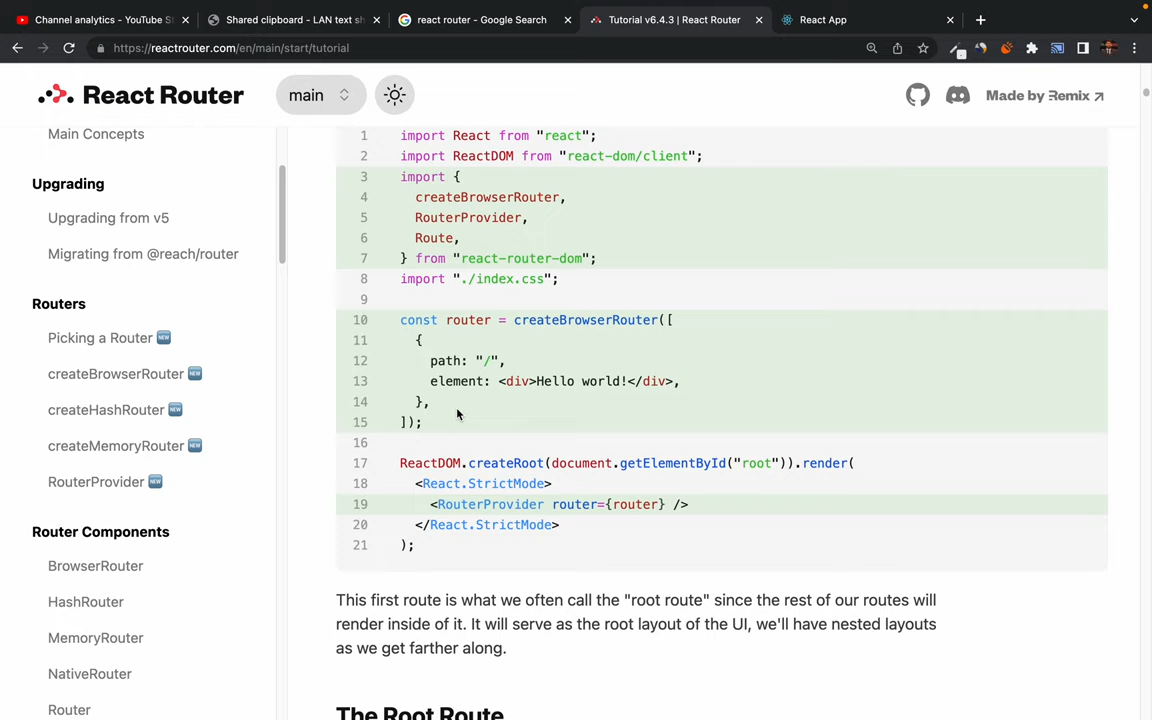 Channel analytics - YouTube S
Shared clipboard - LAN text sh
react router - Google Search
Tutorial v6.4.3 | React Router
React App
https://reactrouter.com/en/main/start/tutorial
React Router
main
Made by Remix ↗
Main Concepts
Upgrading
Upgrading from v5
Migrating from @reach/router
Routers
Picking a Router NEW
createBrowserRouter NEW
createHashRouter NEW
createMemoryRouter NEW
RouterProvider NEW
Router Components
BrowserRouter
HashRouter
MemoryRouter
NativeRouter
Router
1 import React from "react";
2 import ReactDOM from "react-dom/client";
3 import {
4 createBrowserRouter,
5 RouterProvider,
6 Route,
7 } from "react-router-dom";
8 import "./index.css";
9
10 const router = createBrowserRouter([
11 {
12 path: "/",
13 element: <div>Hello world!</div>,
14 },
15 ]);
16
17 ReactDOM.createRoot(document.getElementById("root")).render(
18 <React.StrictMode>
19 <RouterProvider router={router} />
20 </React.StrictMode>
21 );
This first route is what we often call the "root route" since the rest of our routes will
render inside of it. It will serve as the root layout of the UI, we'll have nested layouts
as we get farther along.
The Root Route